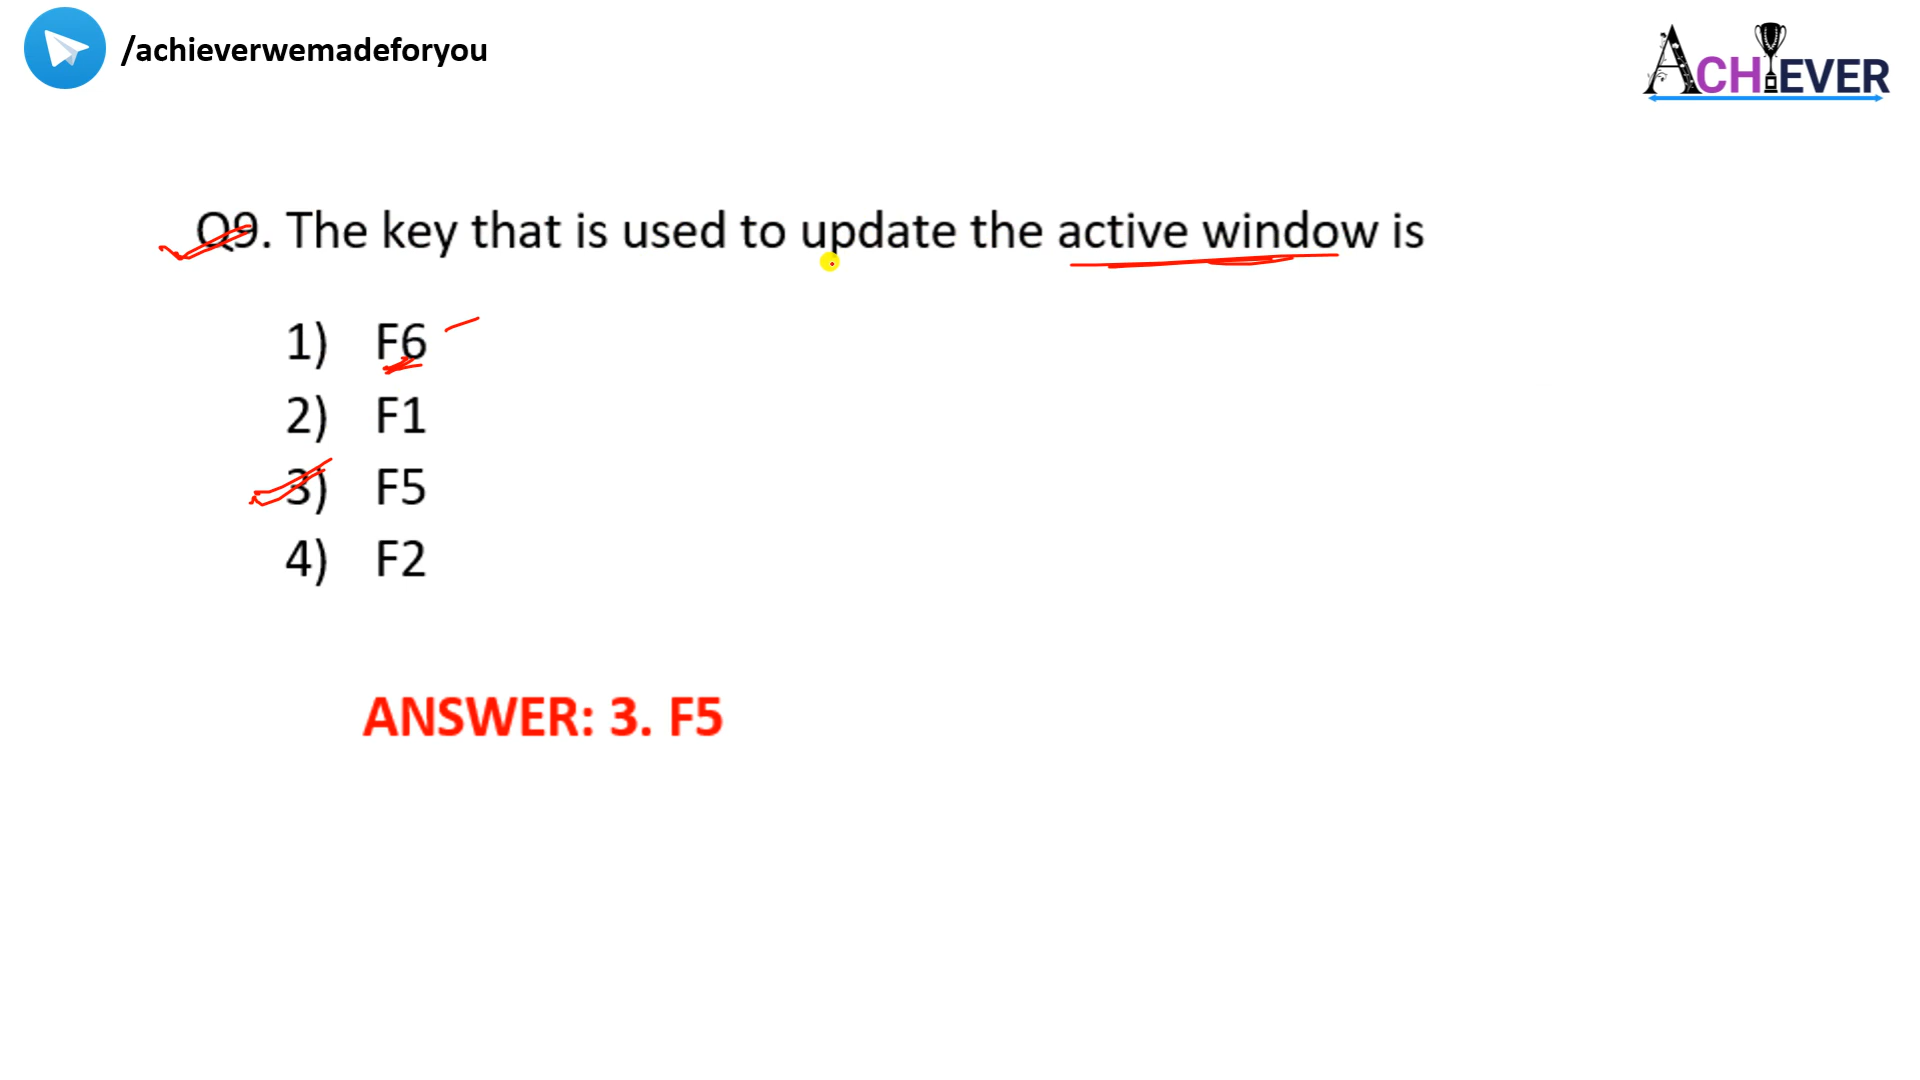 /achieverwemadeforyou
ACHIEVER
Q9. The key that is used to update the active window is
1) F6
2) F1
3) F5
4) F2
ANSWER: 3. F5